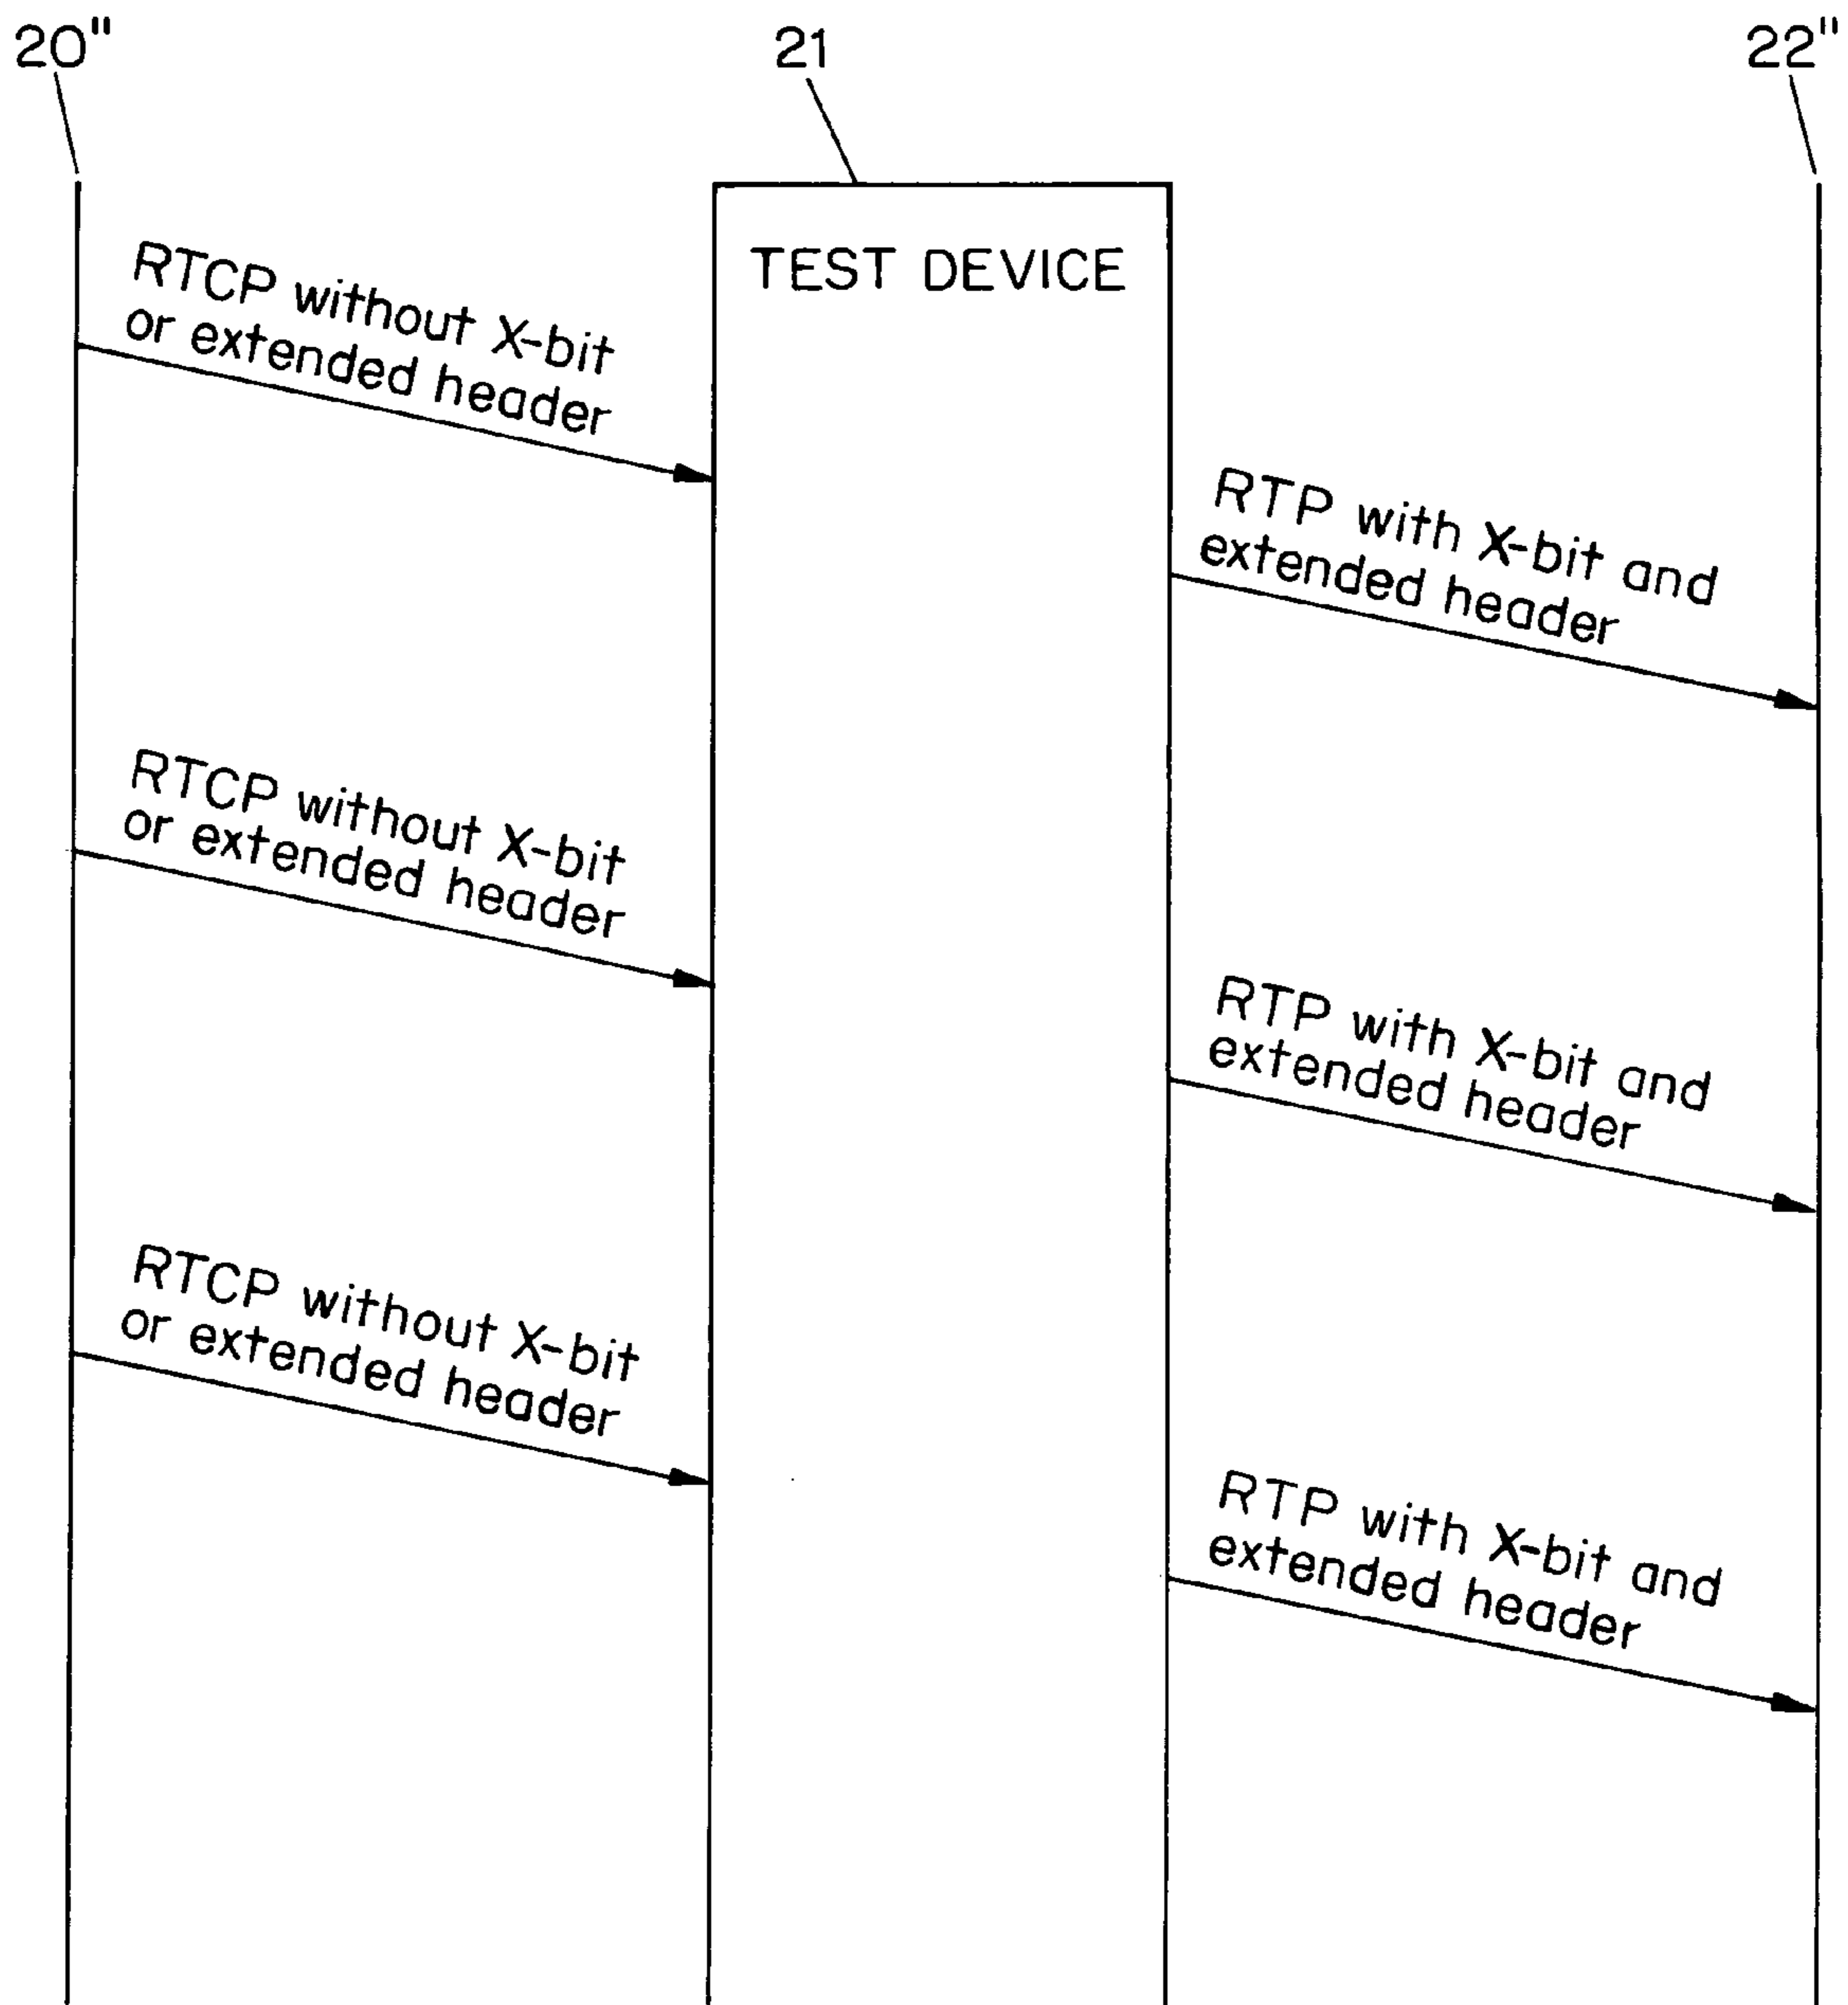 20"
21
22"
TEST DEVICE
RTCP without X-bit
or extended header
RTP with X-bit and
extended header
RTCP without X-bit
or extended header
RTP with X-bit and
extended header
RTCP without X-bit
or extended header
RTP with X-bit and
extended header